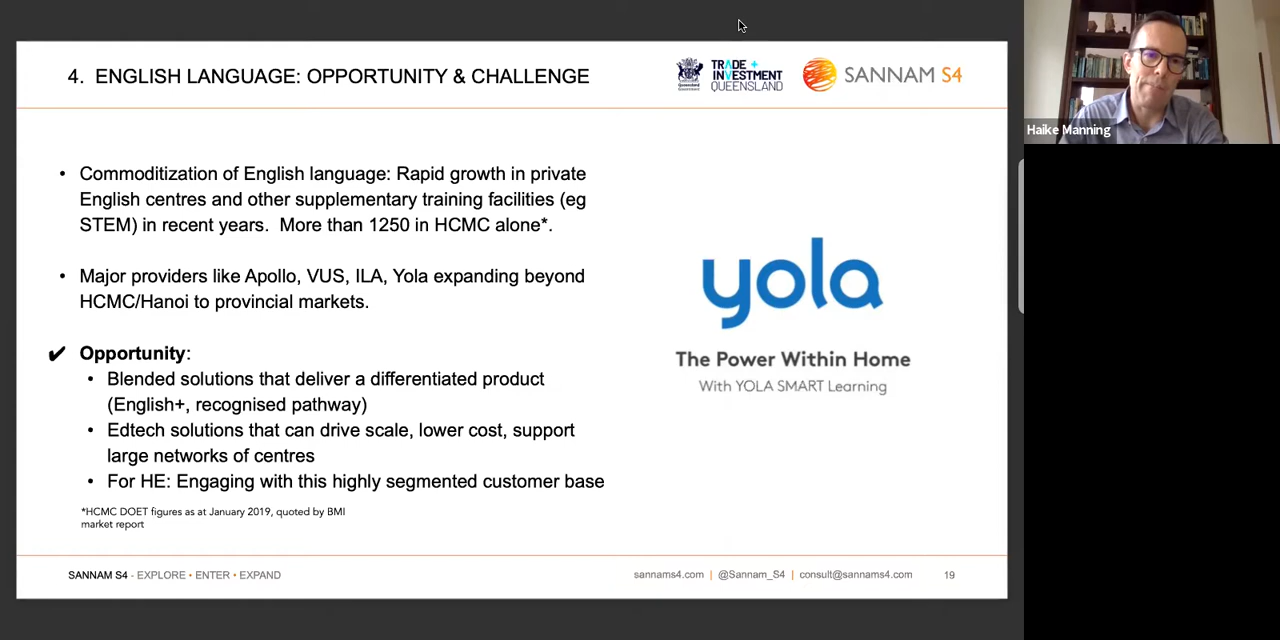 4. ENGLISH LANGUAGE: OPPORTUNITY & CHALLENGE
TRADE +
INVESTMENT
QUEENSLAND
SANNAM S4
Haike Manning
• Commoditization of English language: Rapid growth in private
English centres and other supplementary training facilities (eg
STEM) in recent years. More than 1250 in HCMC alone*.
• Major providers like Apollo, VUS, ILA, Yola expanding beyond
HCMC/Hanoi to provincial markets.
✔ Opportunity:
• Blended solutions that deliver a differentiated product
(English+, recognised pathway)
• Edtech solutions that can drive scale, lower cost, support
large networks of centres
• For HE: Engaging with this highly segmented customer base
*HCMC DOET figures as at January 2019, quoted by BMI
market report
yola
The Power Within Home
With YOLA SMART Learning
SANNAM S4 - EXPLORE • ENTER • EXPAND
sannams4.com | @Sannam_S4 | consult@sannams4.com 19